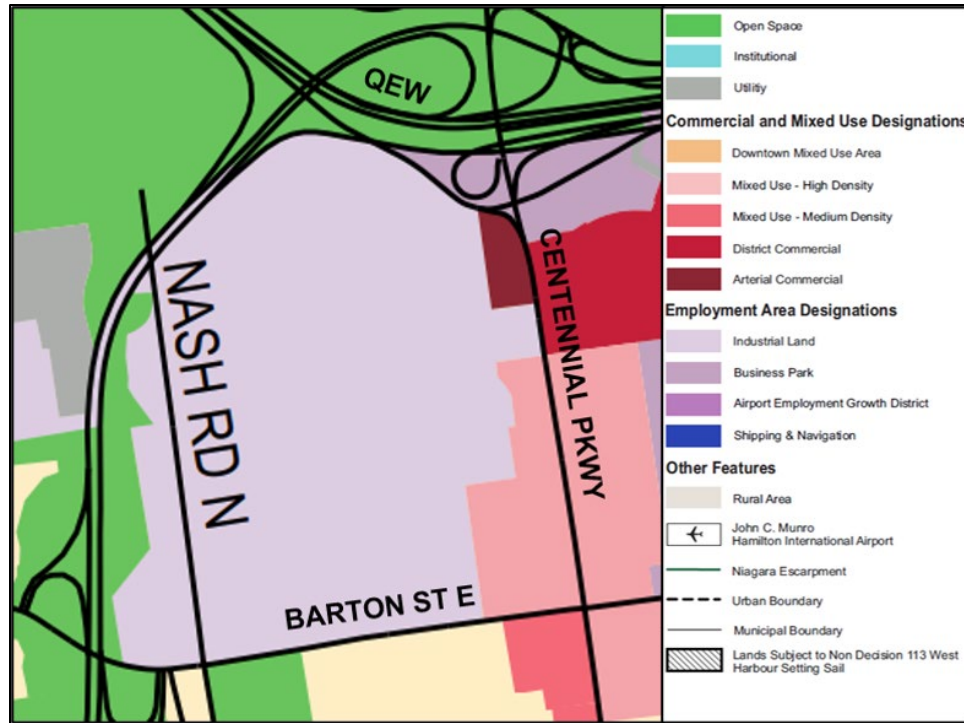 QEW
CENTENNIAL PKWY
NASH RD N
BARTON ST E
Open Space
Institutional
Utilitiy
Commercial and Mixed Use Designations
Downtown Mixed Use Area
Mixed Use - High Density
Mixed Use - Medium Density
District Commercial
Arterial Commercial
Employment Area Designations
Industrial Land
Business Park
Airport Employment Growth District
Shipping & Navigation
Other Features
Rural Area
John C. Munro
Hamilton International Airport
Niagara Escarpment
Urban Boundary
Municipal Boundary
Lands Subject to Non Decision 113 West
Harbour Setting Sail